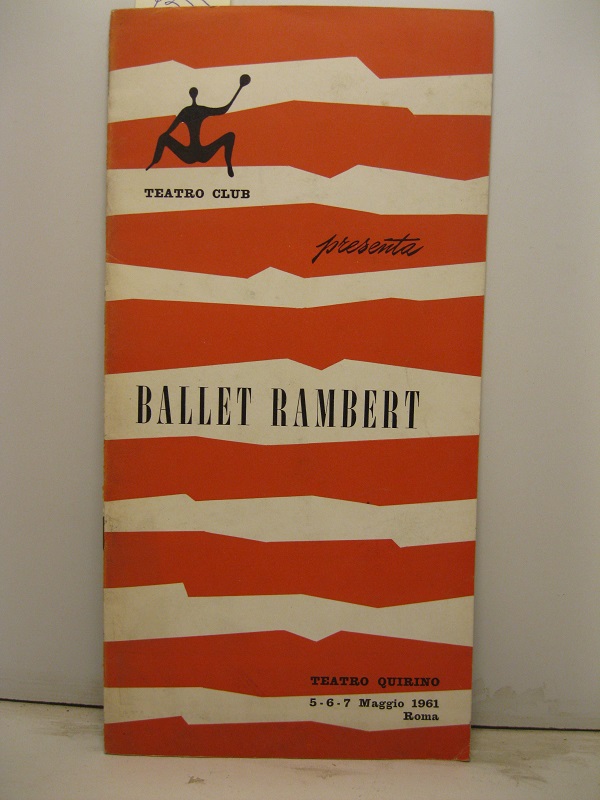 TEATRO CLUB
presenta
BALLET RAMBERT
TEATRO QUIRINO
5 - 6 - 7 Maggio 1961
Roma